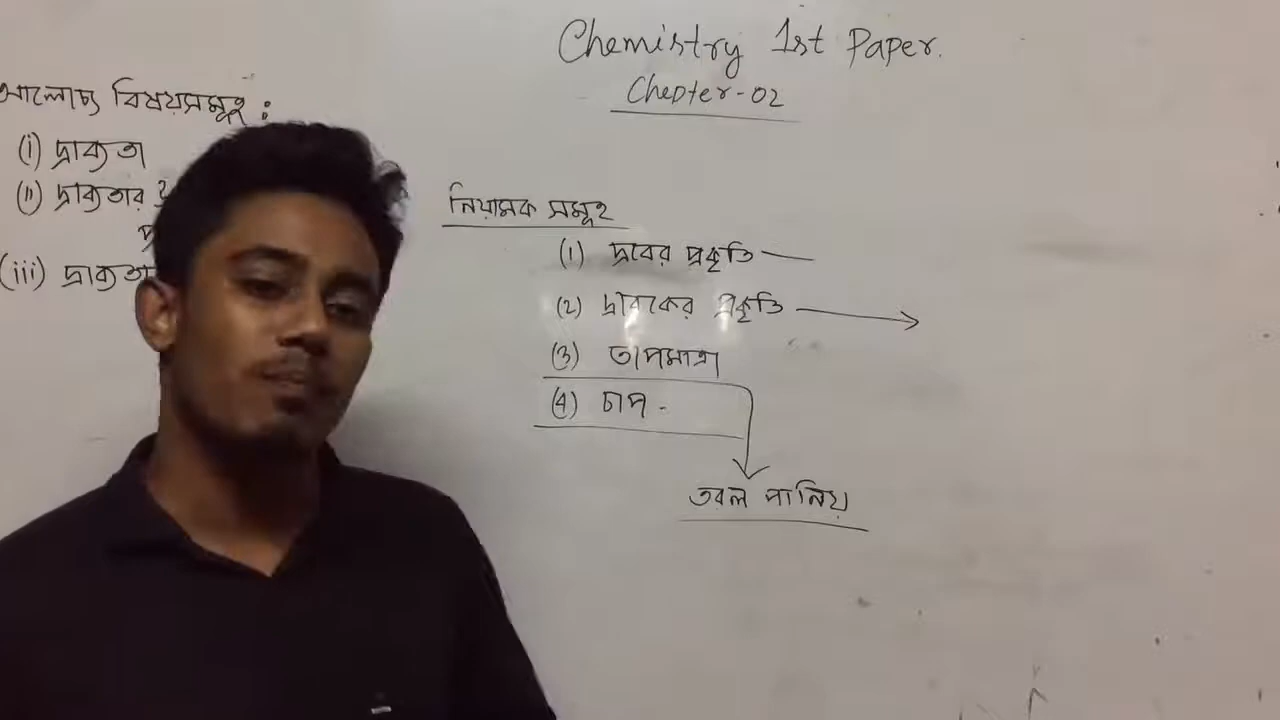 Chemistry 1st Paper.
Chepter-02
আলোচ্য বিষয়সমূহ :
(i) দ্রাব্যতা
(ii) দ্রাব্যতার
(iii) দ্রাব্যতা
নিয়ামক সমূহ
(1) দ্রবের প্রকৃতি
(2) দ্রাবকের প্রকৃতি
(3) তাপমাত্রা
(4) চাপ -
তরল পানিয়